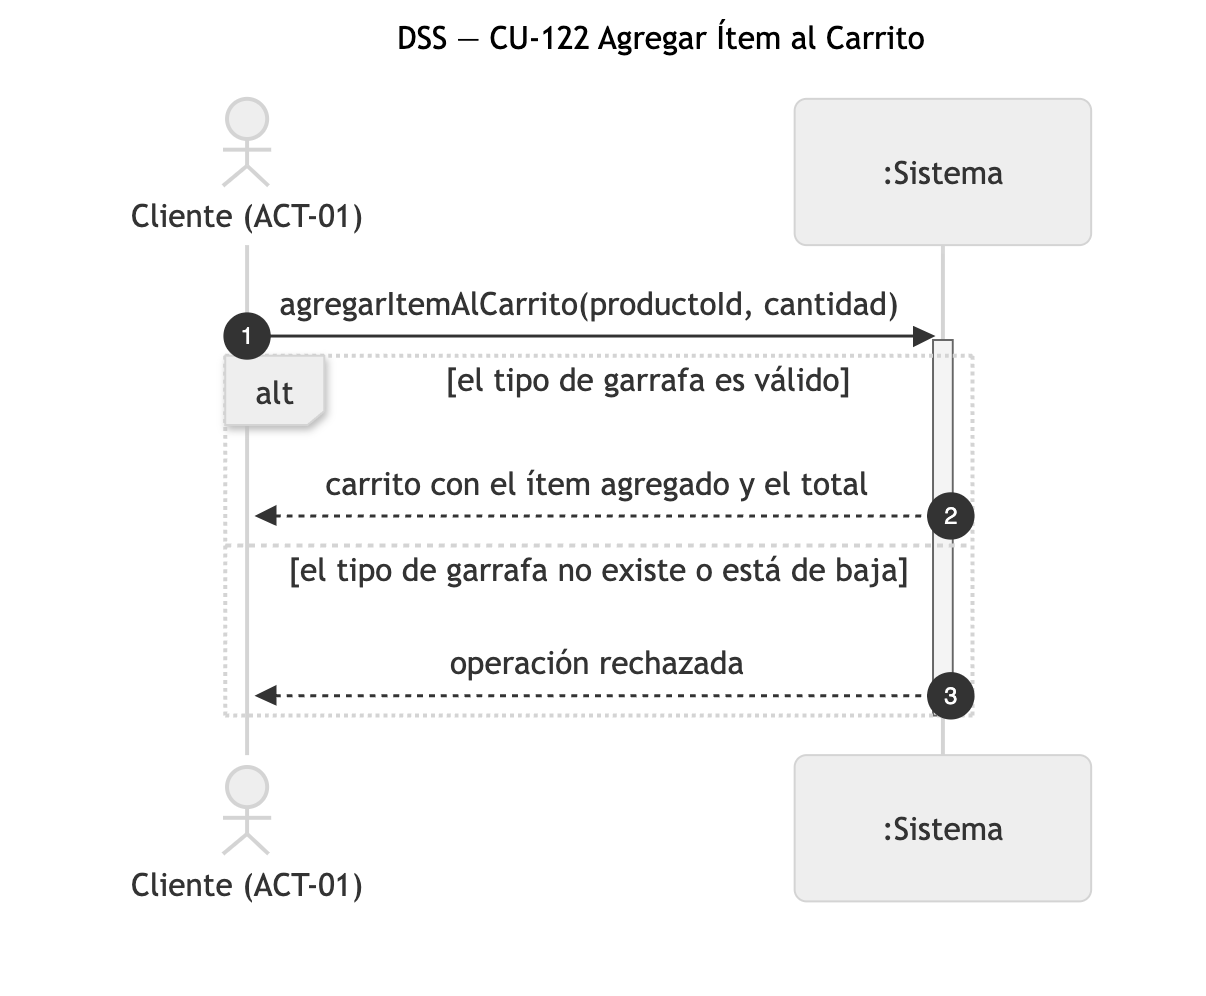 DSS — CU-122 Agregar Ítem al Carrito
Cliente (ACT-01)
:Sistema
agregarItemAlCarrito(productoId, cantidad)
1
alt
[el tipo de garrafa es válido]
carrito con el ítem agregado y el total
2
[el tipo de garrafa no existe o está de baja]
operación rechazada
3
Cliente (ACT-01)
:Sistema